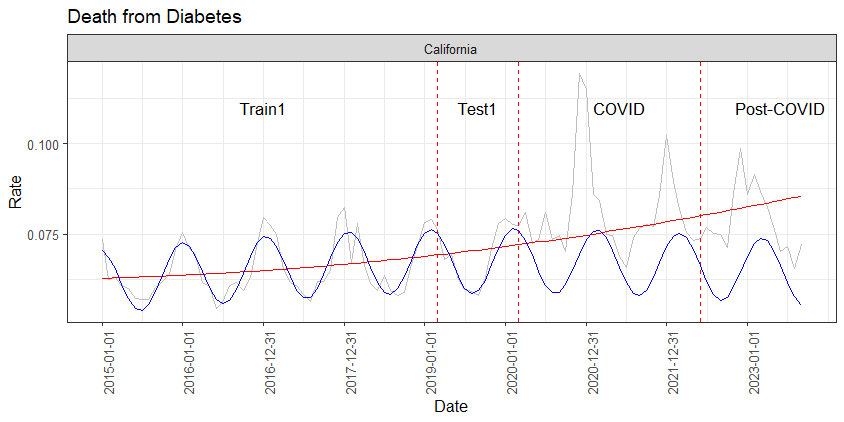 Death from Diabetes
California
Train1
Test1
COVID
Post-COVID
0.100
0.075
Rate
2015-01-01
2016-01-01
2016-12-31
2017-12-31
2019-01-01
2020-01-01
2020-12-31
2021-12-31
2023-01-01
Date